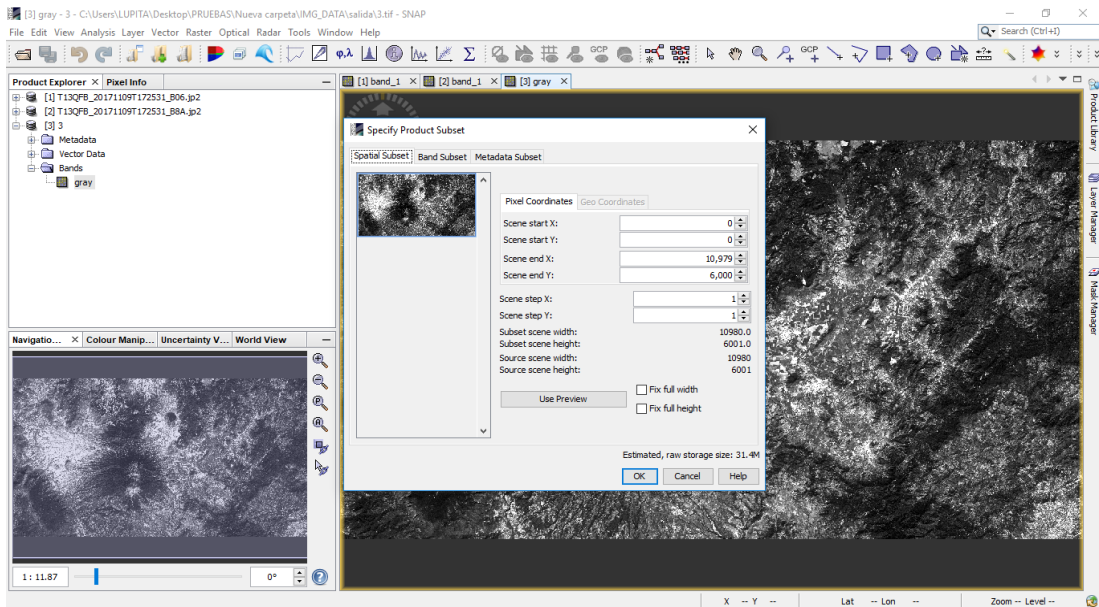 [3] gray - 3 - C:\Users\LUPITA\Desktop\PRUEBAS\Nueva carpeta\IMG_DATA\salida\3.tif - SNAP
File Edit View Analysis Layer Vector Raster Optical Radar Tools Window Help
Search (Ctrl+I)
φ,λ Σ GCP GCP
Product Explorer × Pixel Info
[1] band_1 × [2] band_1 × [3] gray ×
[1] T13QFB_20171109T172531_B06.jp2
[2] T13QFB_20171109T172531_B8A.jp2
[3] 3
Metadata
Vector Data
Bands
gray
Specify Product Subset
Spatial Subset Band Subset Metadata Subset
Pixel Coordinates Geo Coordinates
Scene start X: 0
Scene start Y: 0
Scene end X: 10,979
Scene end Y: 6,000
Scene step X: 1
Scene step Y: 1
Subset scene width: 10980.0
Subset scene height: 6001.0
Source scene width: 10980
Source scene height: 6001
Use Preview
Fix full width
Fix full height
Estimated, raw storage size: 31.4M
OK Cancel Help
Product Library
Layer Manager
Mask Manager
Navigatio... × Colour Manip... Uncertainty V... World View
1 : 11.87
0°
X -- Y -- Lat -- Lon -- Zoom -- Level --